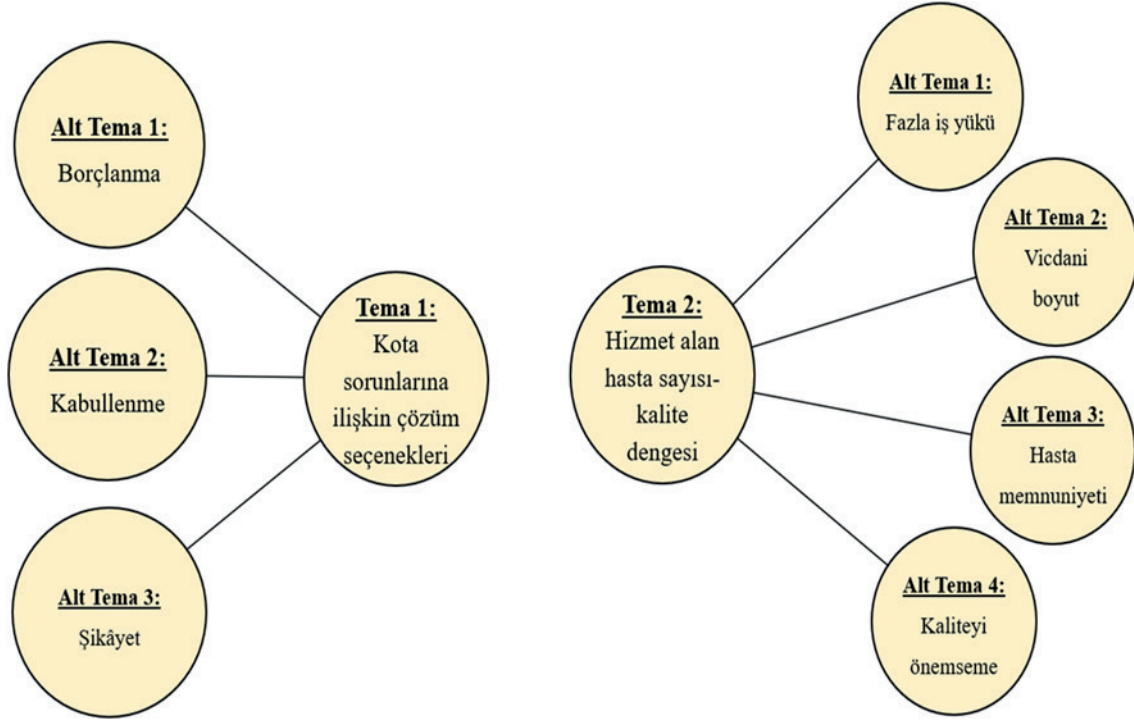 Alt Tema 1:
Borçlanma
Alt Tema 2:
Kabullenme
Alt Tema 3:
Şikâyet
Tema 1:
Kota
sorunlarına
ilişkin çözüm
seçenekleri
Tema 2:
Hizmet alan
hasta sayısı-
kalite
dengesi
Alt Tema 1:
Fazla iş yükü
Alt Tema 2:
Vicdani
boyut
Alt Tema 3:
Hasta
memnuniyeti
Alt Tema 4:
Kaliteyi
önemseme